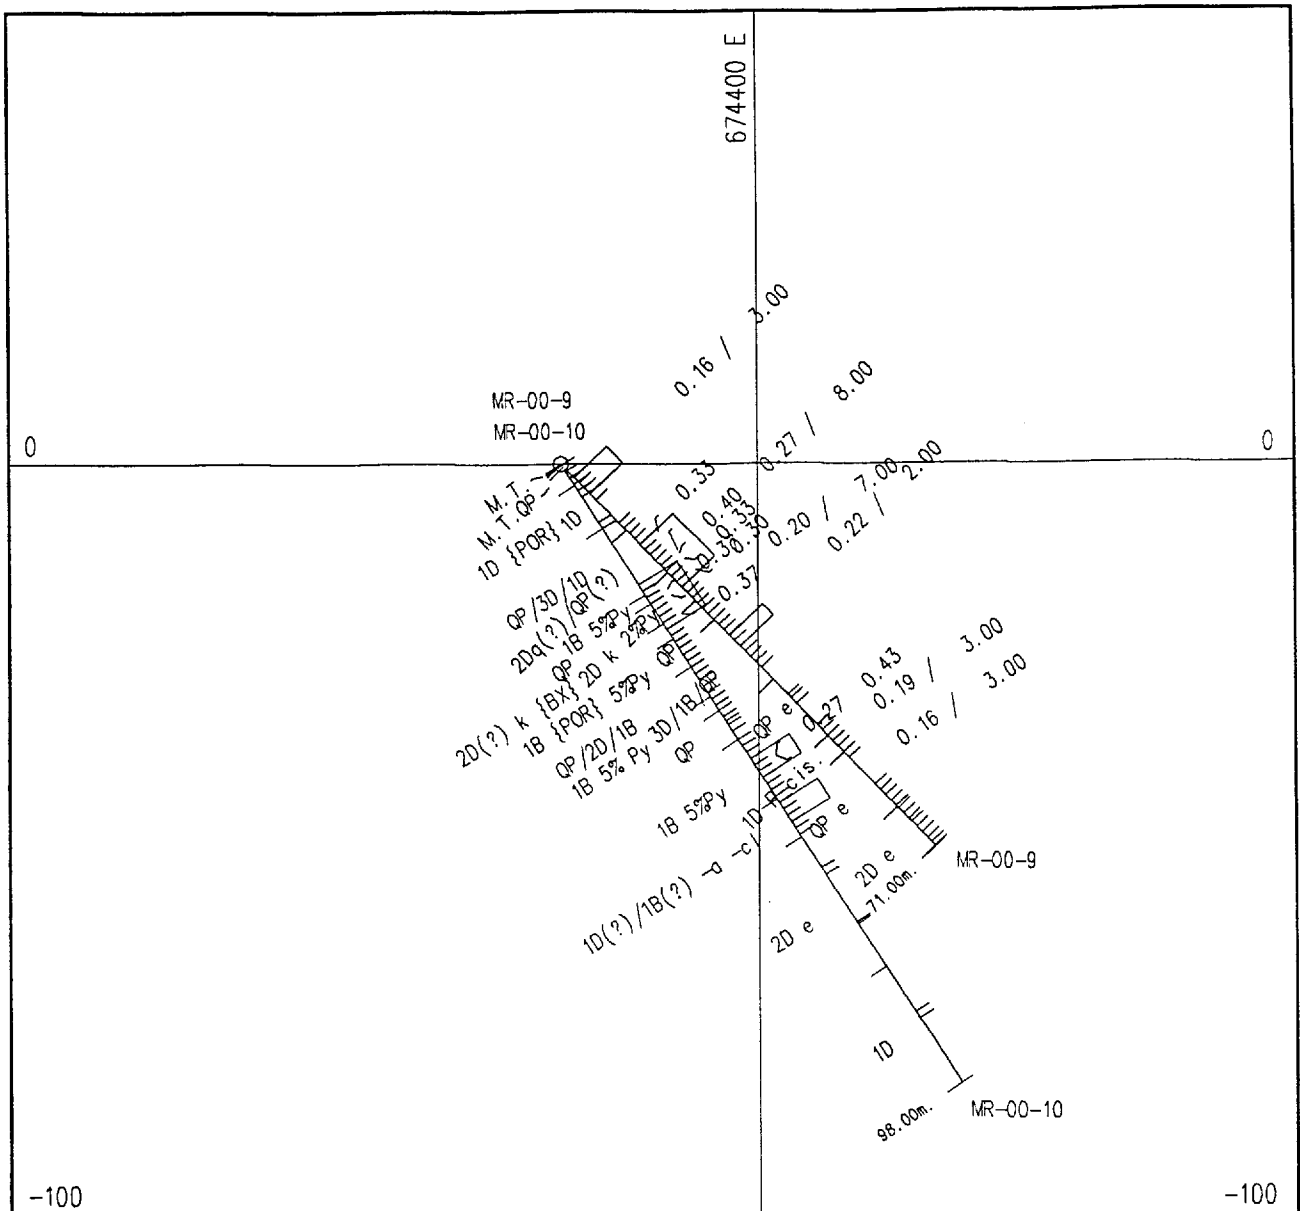 674400 E
0.16 / 3.00
MR-00-9
MR-00-10
0
0
0.27 / 8.00
0.33
0.40
0.33
0.30
0.20 / 7.00
0.22 / 2.00
0.37
M.T.
M.T.QP
1D {POR} 1D
QP/3D/1D
2Dq(?)/QP(?)
QP 1B 5%Py
2D(?) k {BX} 2D k 2%Py
1B {POR} 5%Py QP
QP/2D/1B
1B 5% Py 3D/1B/QP
QP
QP e
0.27
0.43
0.19 / 3.00
0.16 / 3.00
1B 5%Py
1D
cis.
1D(?)/1B(?) -a -c/
QP e
2D e
71.00m.
MR-00-9
2D e
1D
98.00m.
MR-00-10
-100
-100